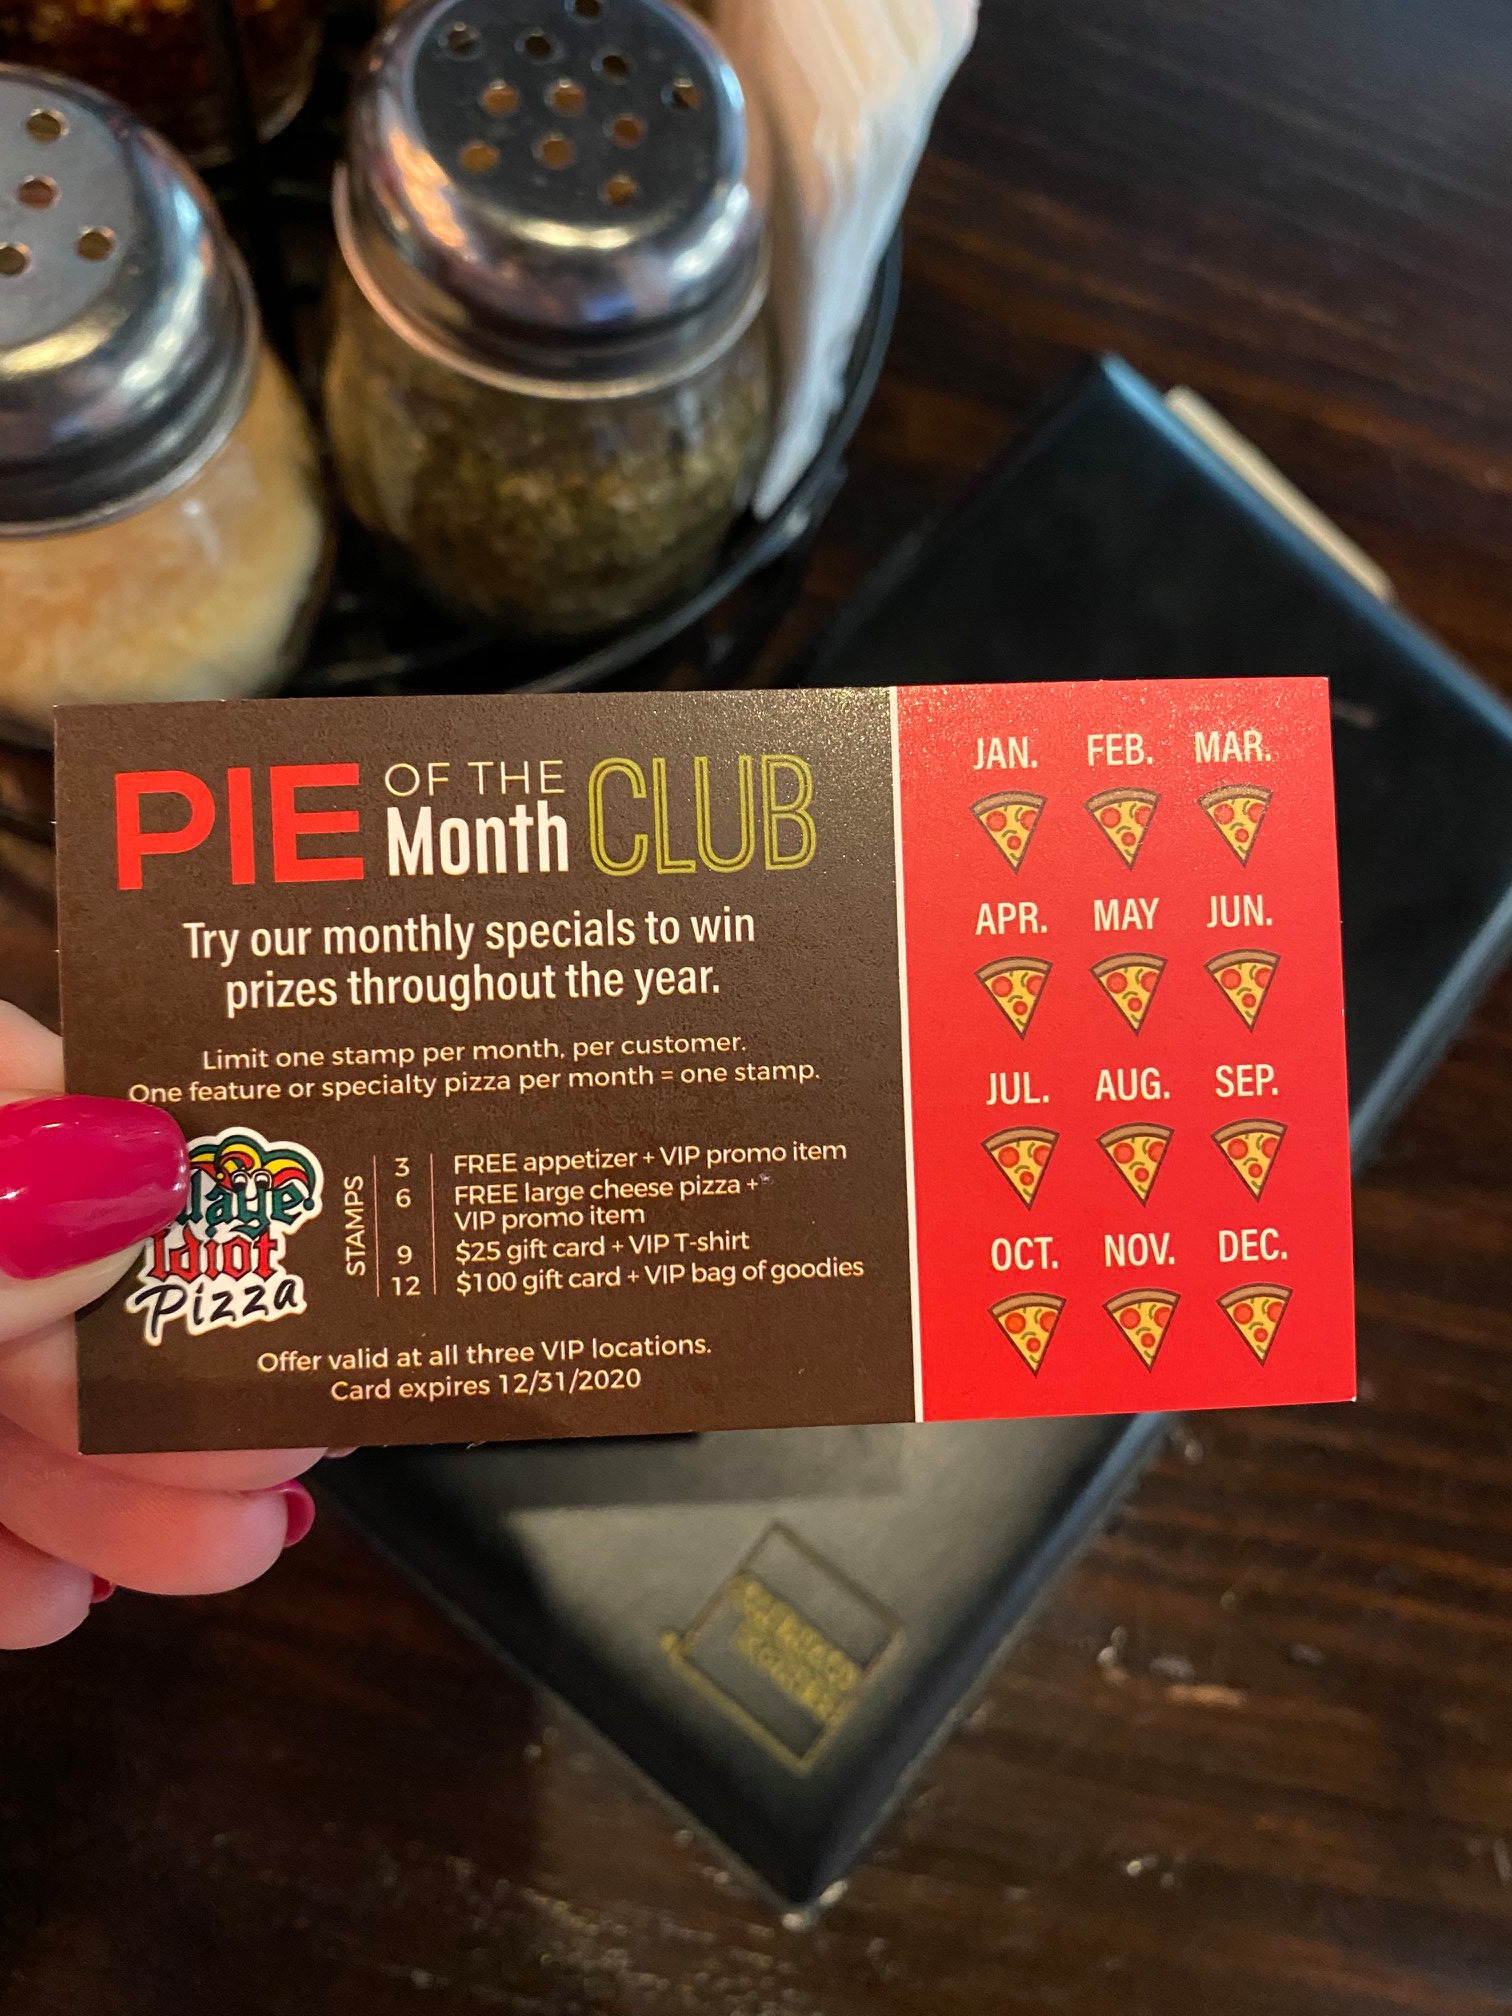 PIE OF THE Month CLUB
Try our monthly specials to win
prizes throughout the year.
Limit one stamp per month, per customer.
One feature or specialty pizza per month = one stamp.
Idiot
Pizza
STAMPS
3 FREE appetizer + VIP promo item
6 FREE large cheese pizza +
VIP promo item
9 $25 gift card + VIP T-shirt
12 $100 gift card + VIP bag of goodies
Offer valid at all three VIP locations.
Card expires 12/31/2020
JAN. FEB. MAR.
APR. MAY JUN.
JUL. AUG. SEP.
OCT. NOV. DEC.